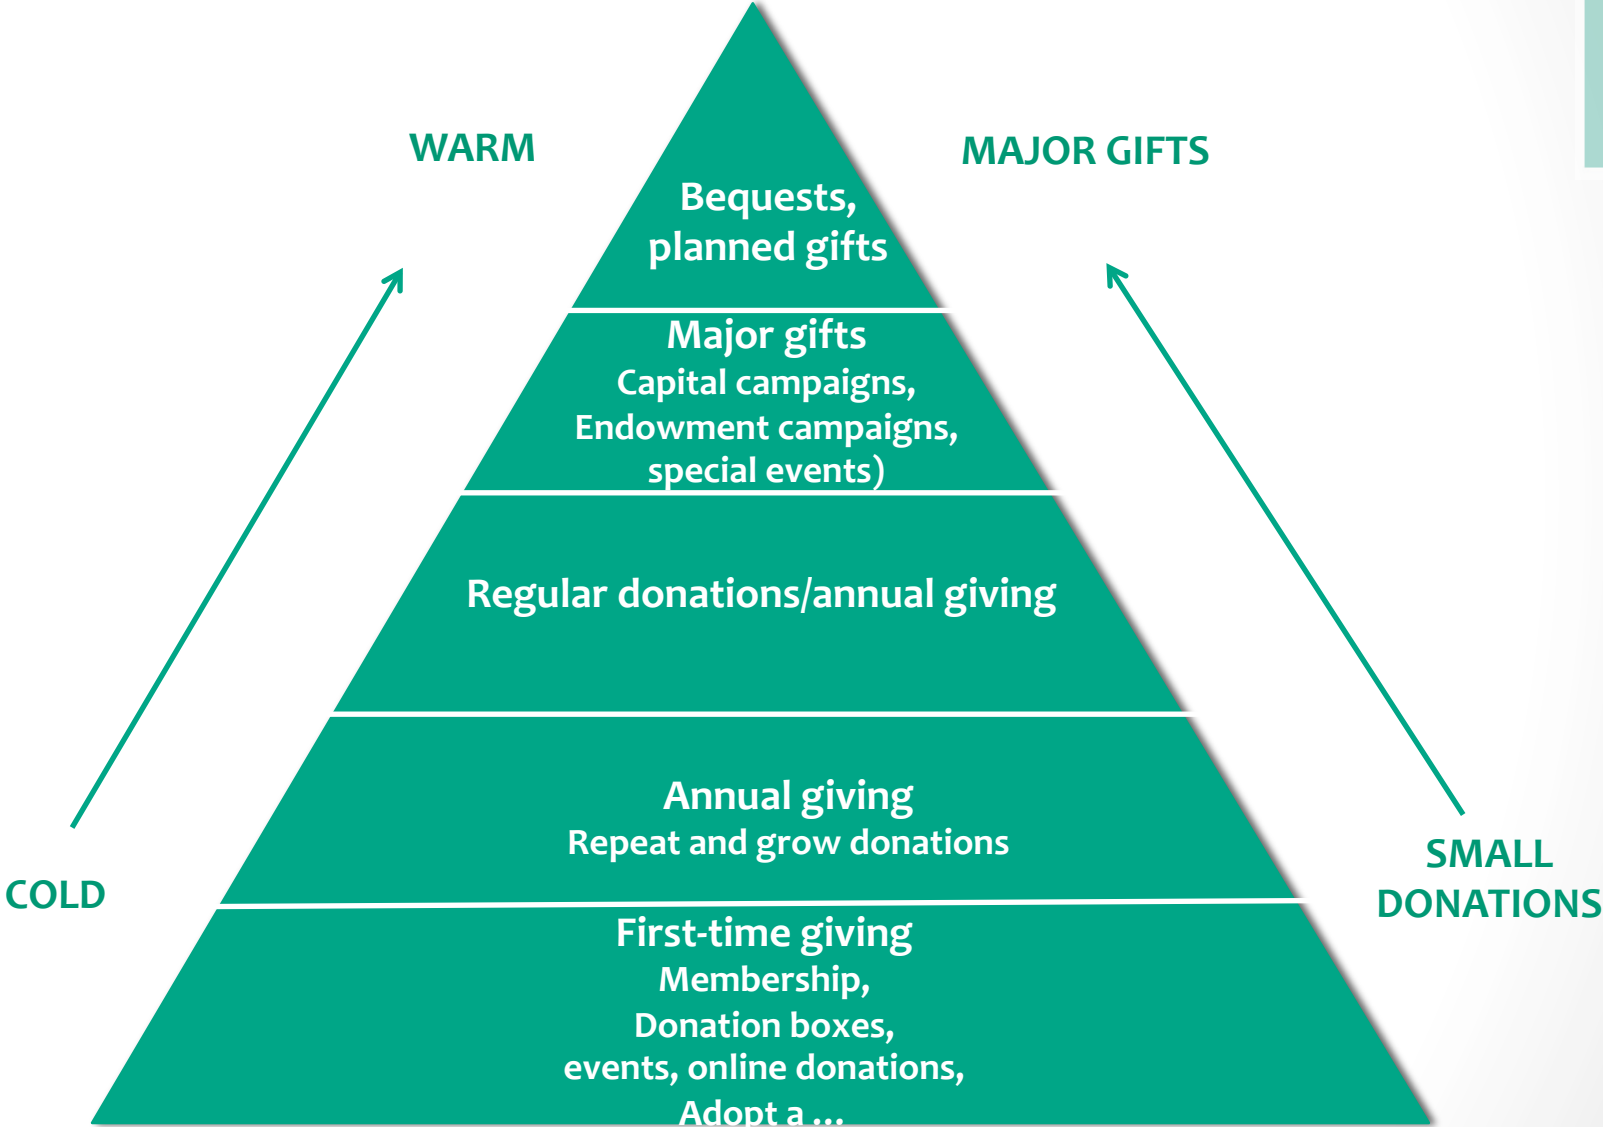 WARM
MAJOR GIFTS
Bequests,
planned gifts
Major gifts
Capital campaigns,
Endowment campaigns,
special events)
Regular donations/annual giving
Annual giving
Repeat and grow donations
COLD
SMALL
DONATIONS
First-time giving
Membership,
Donation boxes,
events, online donations,
Adopt a ...